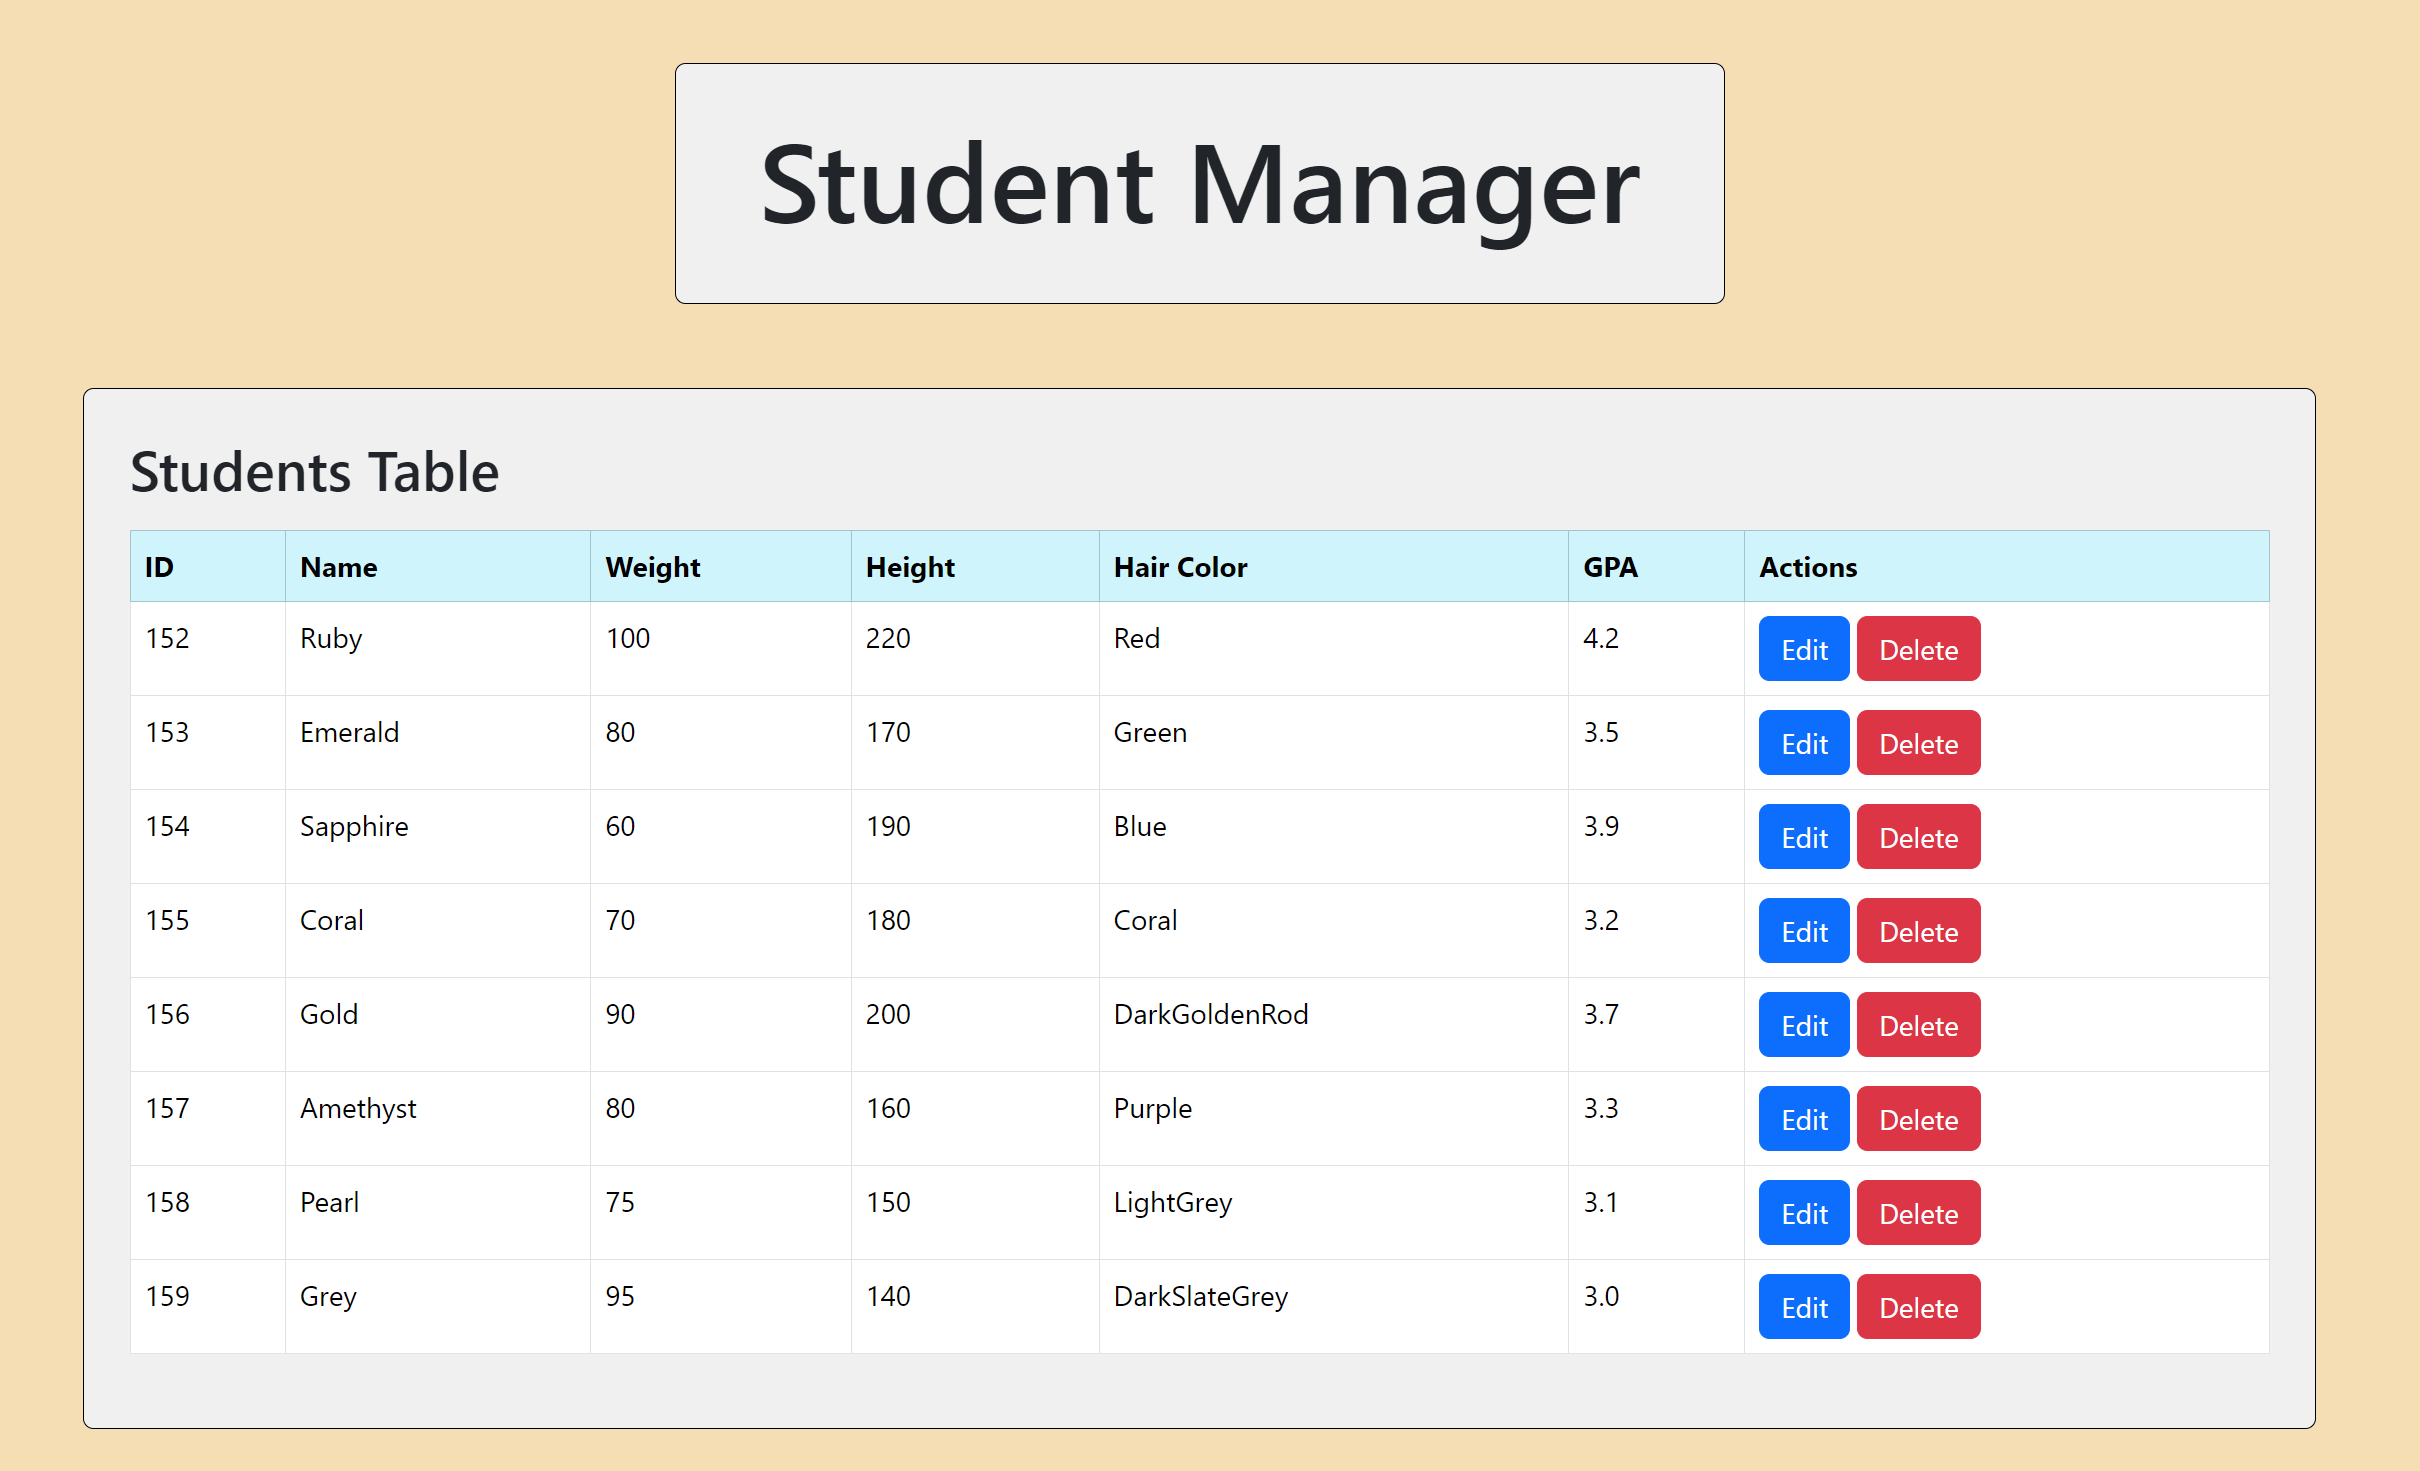 Student Manager
Students Table
ID Name Weight Height Hair Color GPA Actions
152 Ruby 100 220 Red 4.2 Edit Delete
153 Emerald 80 170 Green 3.5 Edit Delete
154 Sapphire 60 190 Blue 3.9 Edit Delete
155 Coral 70 180 Coral 3.2 Edit Delete
156 Gold 90 200 DarkGoldenRod 3.7 Edit Delete
157 Amethyst 80 160 Purple 3.3 Edit Delete
158 Pearl 75 150 LightGrey 3.1 Edit Delete
159 Grey 95 140 DarkSlateGrey 3.0 Edit Delete